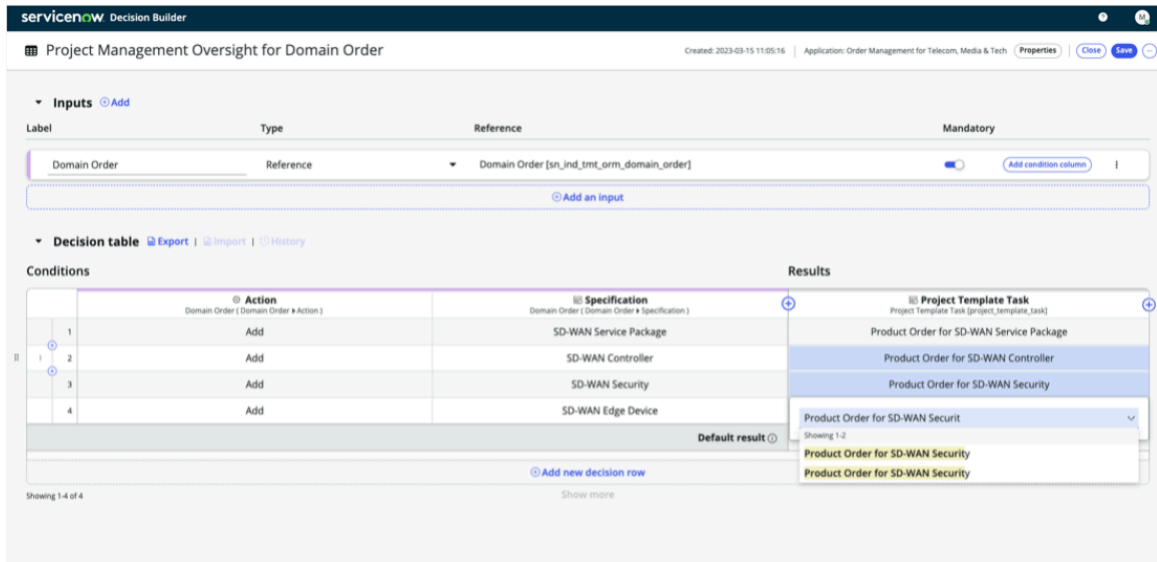 servicenow Decision Builder
? M
Project Management Oversight for Domain Order Created: 2023-03-15 11:05:16 | Application: Order Management for Telecom, Media & Tech Properties | Close Save
Inputs Add
Label Type Reference Mandatory
Domain Order Reference Domain Order [sn_ind_tmt_orm_domain_order] Add condition column
Add an input
Decision table Export | Import | History
Conditions Results
Action Specification Project Template Task
Domain Order ( Domain Order ▸ Action ) Domain Order ( Domain Order ▸ Specification ) Project Template Task [project_template_task]
1 Add SD-WAN Service Package Product Order for SD-WAN Service Package
2 Add SD-WAN Controller Product Order for SD-WAN Controller
3 Add SD-WAN Security Product Order for SD-WAN Security
4 Add SD-WAN Edge Device Product Order for SD-WAN Securit
Default result Showing 1-2
Product Order for SD-WAN Security
Product Order for SD-WAN Security
Add new decision row
Showing 1-4 of 4 Show more